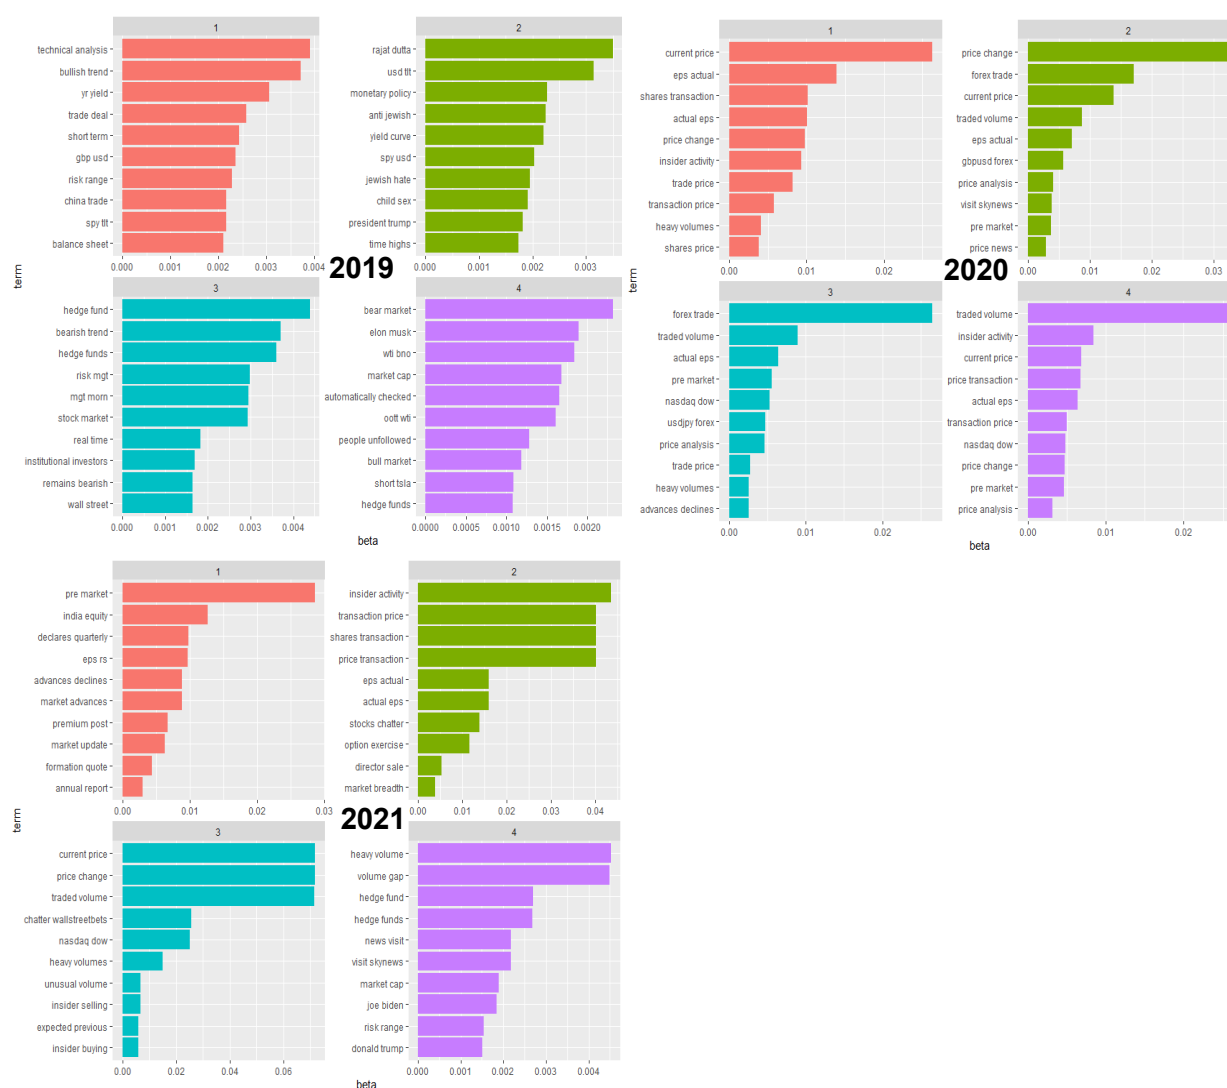 1
technical analysis
bullish trend
yr yield
trade deal
short term
gbp usd
risk range
china trade
spy tlt
balance sheet
0.000 0.001 0.002 0.003 0.004
2
rajat dutta
usd tlt
monetary policy
anti jewish
yield curve
spy usd
jewish hate
child sex
president trump
time highs
0.000 0.001 0.002 0.003
term
2019
3
hedge fund
bearish trend
hedge funds
risk mgt
mgt mom
stock market
real time
institutional investors
remains bearish
wall street
0.000 0.001 0.002 0.003 0.004
4
bear market
elon musk
wti bno
market cap
automatically checked
oott wti
people unfollowed
bull market
short tsla
hedge funds
0.0000 0.0005 0.0010 0.0015 0.0020
beta
1
current price
eps actual
shares transaction
actual eps
price change
insider activity
trade price
transaction price
heavy volumes
shares price
0.00 0.01 0.02
2
price change
forex trade
current price
traded volume
eps actual
gbpusd forex
price analysis
visit skynews
pre market
price news
0.00 0.01 0.02 0.03
term
2020
3
forex trade
traded volume
actual eps
pre market
nasdaq dow
usdjpy forex
price analysis
trade price
heavy volumes
advances declines
0.00 0.01 0.02
4
traded volume
insider activity
current price
price transaction
actual eps
transaction price
nasdaq dow
price change
pre market
price analysis
0.00 0.01 0.02
beta
1
pre market
india equity
declares quarterly
eps rs
advances declines
market advances
premium post
market update
formation quote
annual report
0.00 0.01 0.02 0.03
2
insider activity
transaction price
shares transaction
price transaction
eps actual
actual eps
stocks chatter
option exercise
director sale
market breadth
0.00 0.01 0.02 0.03 0.04
term
2021
3
current price
price change
traded volume
chatter wallstreetbets
nasdaq dow
heavy volumes
unusual volume
insider selling
expected previous
insider buying
0.00 0.02 0.04 0.06
4
heavy volume
volume gap
hedge fund
hedge funds
news visit
visit skynews
market cap
joe biden
risk range
donald trump
0.000 0.001 0.002 0.003 0.004
beta